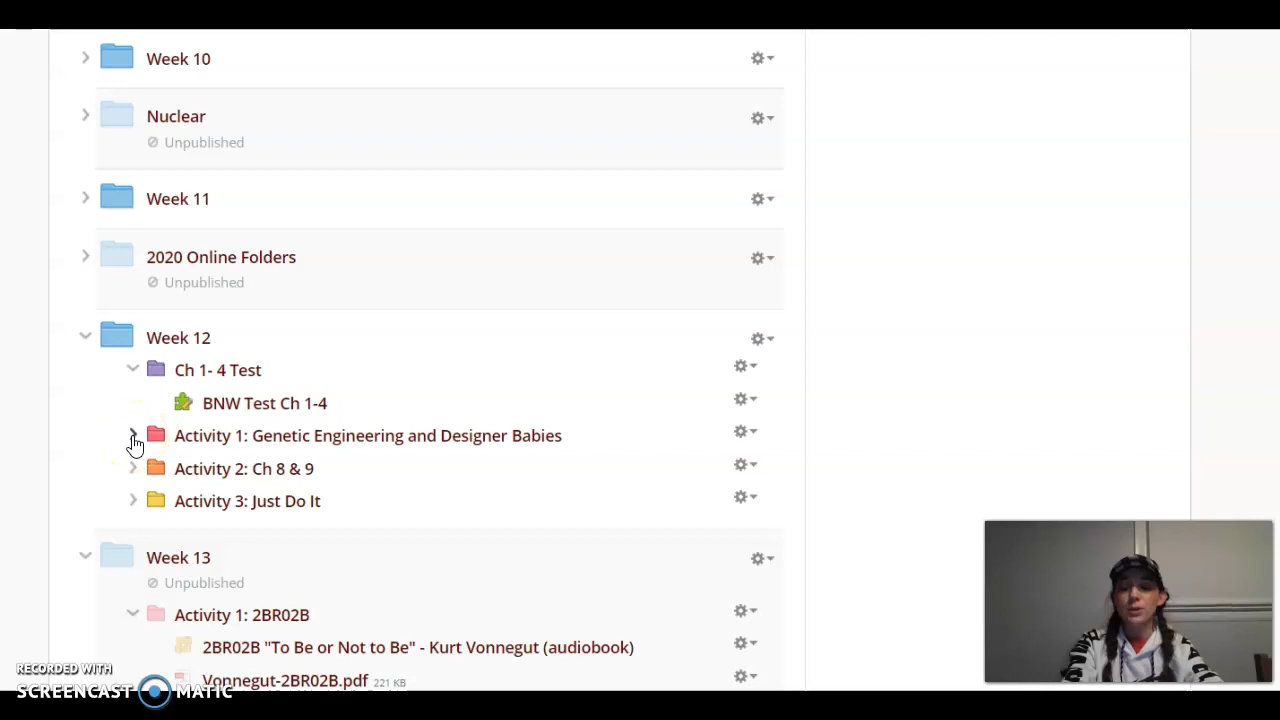 Week 10
Nuclear
Unpublished
Week 11
2020 Online Folders
Unpublished
Week 12
Ch 1- 4 Test
BNW Test Ch 1-4
Activity 1: Genetic Engineering and Designer Babies
Activity 2: Ch 8 & 9
Activity 3: Just Do It
Week 13
Unpublished
Activity 1: 2BR02B
2BR02B "To Be or Not to Be" - Kurt Vonnegut (audiobook)
Vonnegut-2BR02B.pdf 221 KB
RECORDED WITH
SCREENCAST MATIC